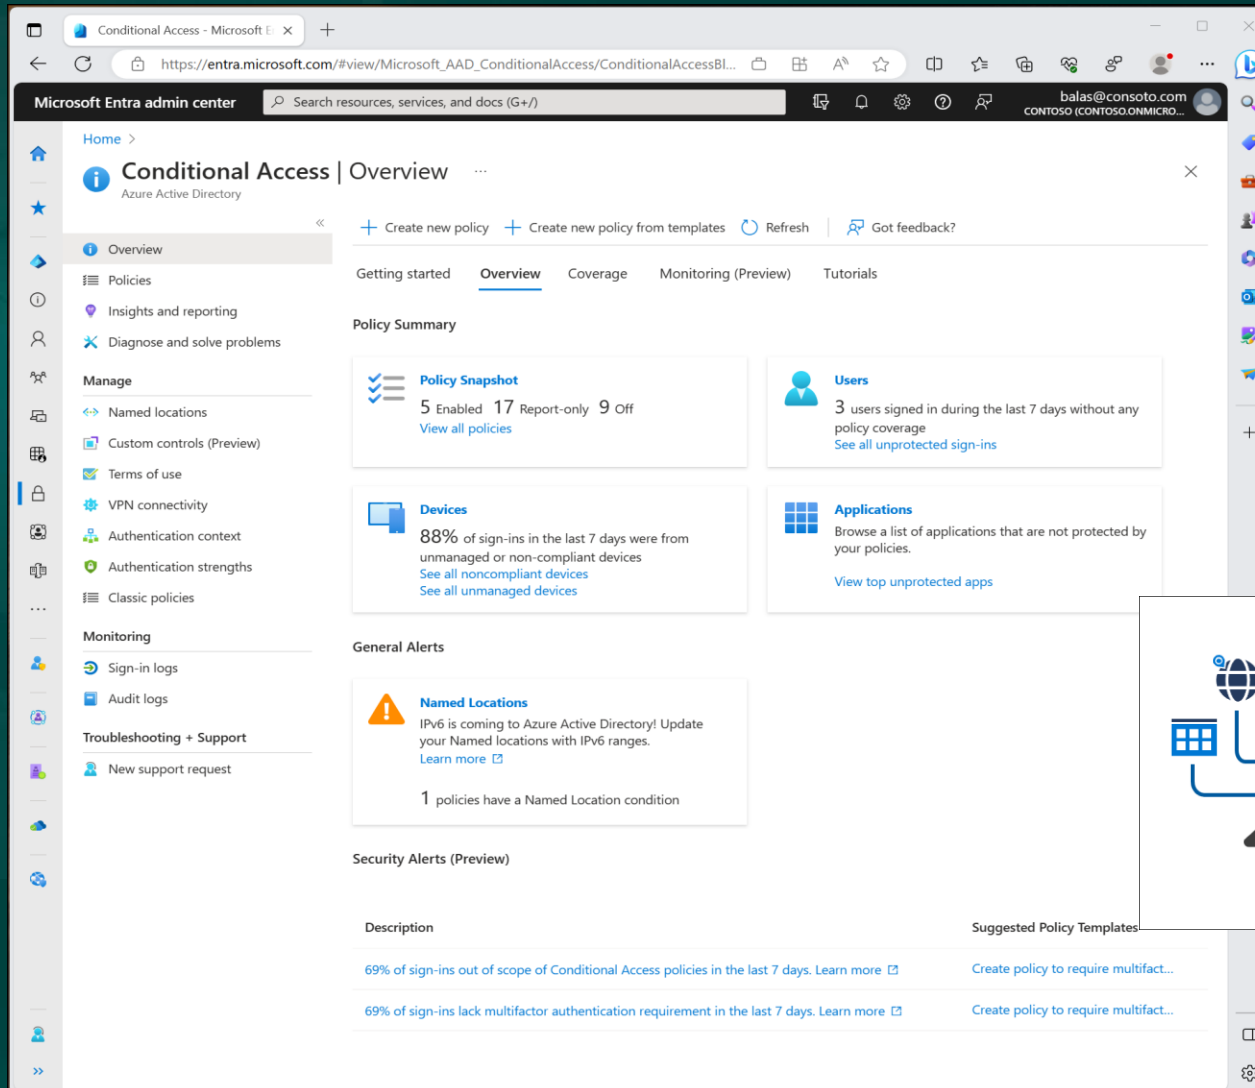 Conditional Access - Microsoft E
https://entra.microsoft.com/#view/Microsoft_AAD_ConditionalAccess/ConditionalAccessBl...
Microsoft Entra admin center
Search resources, services, and docs (G+/)
balas@consoto.com
CONTOSO (CONTOSO.ONMICRO...
Home >
Conditional Access | Overview ...
Azure Active Directory
Create new policy
Create new policy from templates
Refresh
Got feedback?
Overview
Policies
Insights and reporting
Diagnose and solve problems
Manage
Named locations
Custom controls (Preview)
Terms of use
VPN connectivity
Authentication context
Authentication strengths
Classic policies
Monitoring
Sign-in logs
Audit logs
Troubleshooting + Support
New support request
Getting started
Overview
Coverage
Monitoring (Preview)
Tutorials
Policy Summary
Policy Snapshot
5 Enabled 17 Report-only 9 Off
View all policies
Users
3 users signed in during the last 7 days without any
policy coverage
See all unprotected sign-ins
Devices
88% of sign-ins in the last 7 days were from
unmanaged or non-compliant devices
See all noncompliant devices
See all unmanaged devices
Applications
Browse a list of applications that are not protected by
your policies.
View top unprotected apps
General Alerts
Named Locations
IPv6 is coming to Azure Active Directory! Update
your Named locations with IPv6 ranges.
Learn more
1 policies have a Named Location condition
Security Alerts (Preview)
Description
Suggested Policy Templates
69% of sign-ins out of scope of Conditional Access policies in the last 7 days. Learn more
Create policy to require multifact...
69% of sign-ins lack multifactor authentication requirement in the last 7 days. Learn more
Create policy to require multifact...